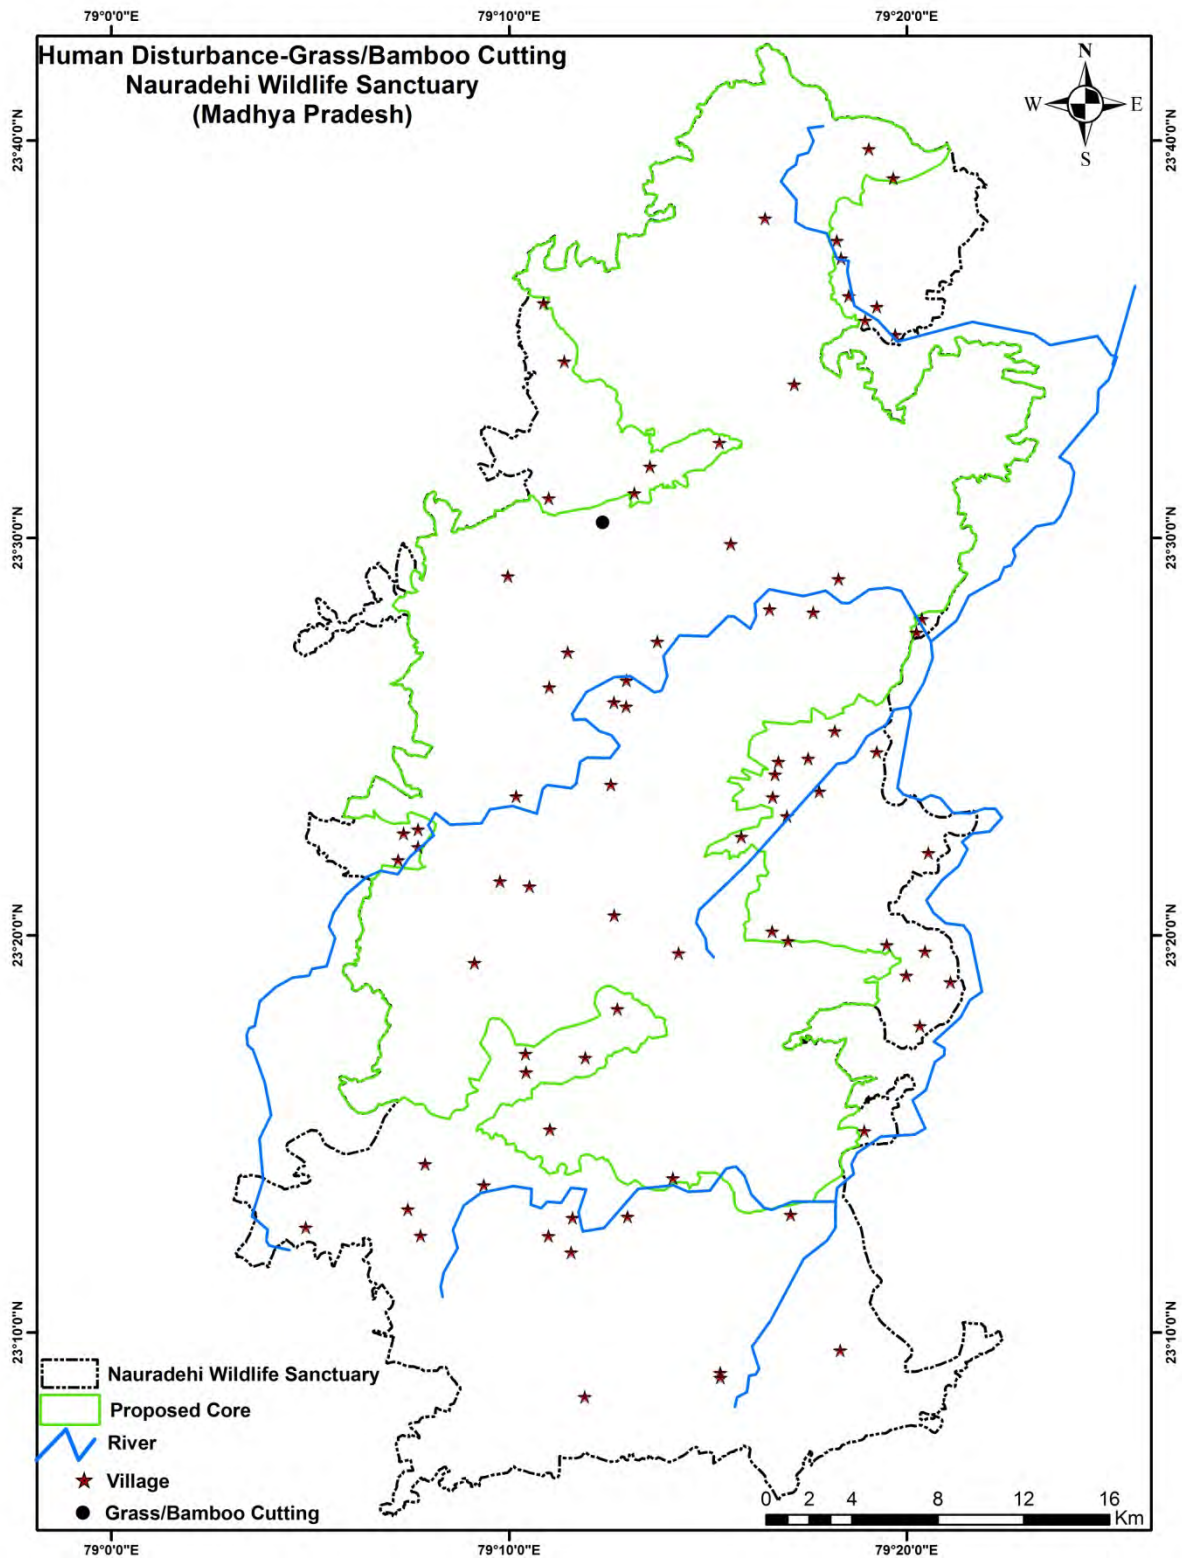 79°0'0"E 79°10'0"E 79°20'0"E
Human Disturbance-Grass/Bamboo Cutting
Nauradehi Wildlife Sanctuary
(Madhya Pradesh)
N
W E
S
23°40'0"N 23°40'0"N
23°30'0"N 23°30'0"N
23°20'0"N 23°20'0"N
23°10'0"N 23°10'0"N
Nauradehi Wildlife Sanctuary
Proposed Core
River
Village
Grass/Bamboo Cutting
0 2 4 8 12 16
Km
79°0'0"E 79°10'0"E 79°20'0"E